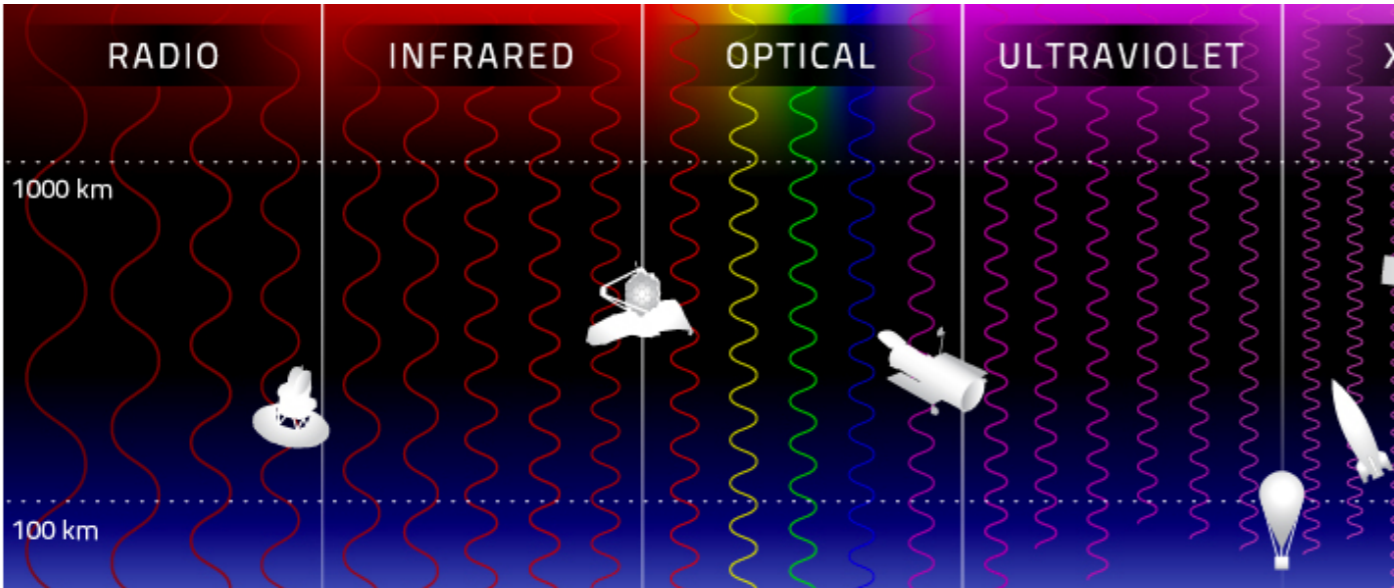 RADIO
INFRARED
OPTICAL
ULTRAVIOLET
X
1000 km
100 km